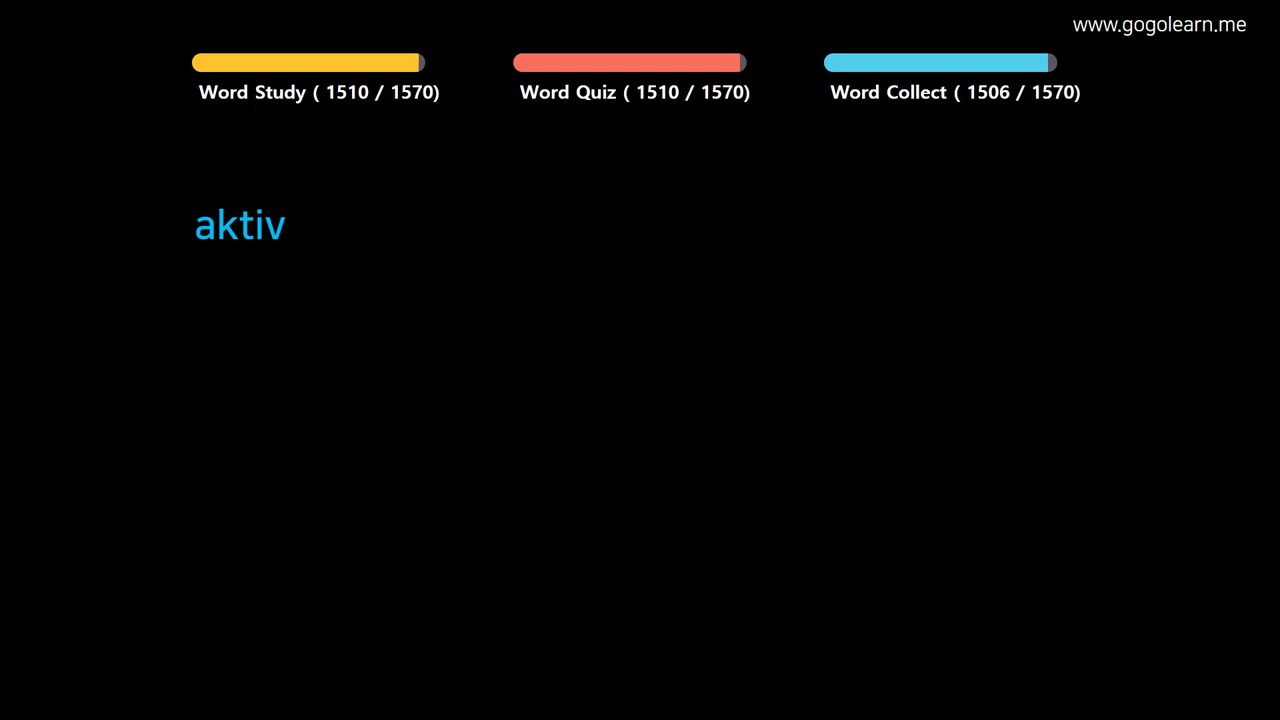 www.gogolearn.me
Word Study ( 1510 / 1570)
Word Quiz ( 1510 / 1570)
Word Collect ( 1506 / 1570)
aktiv